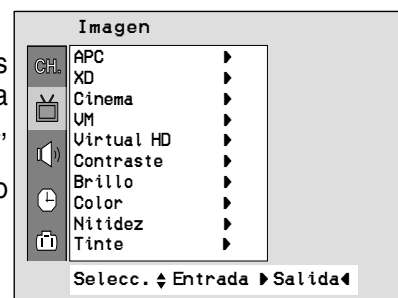 Imagen
s
a
,
o
CH.
APC
XD
Cinema
VM
Virtual HD
Contraste
Brillo
Color
Nitidez
Tinte
Selecc. Entrada Salida